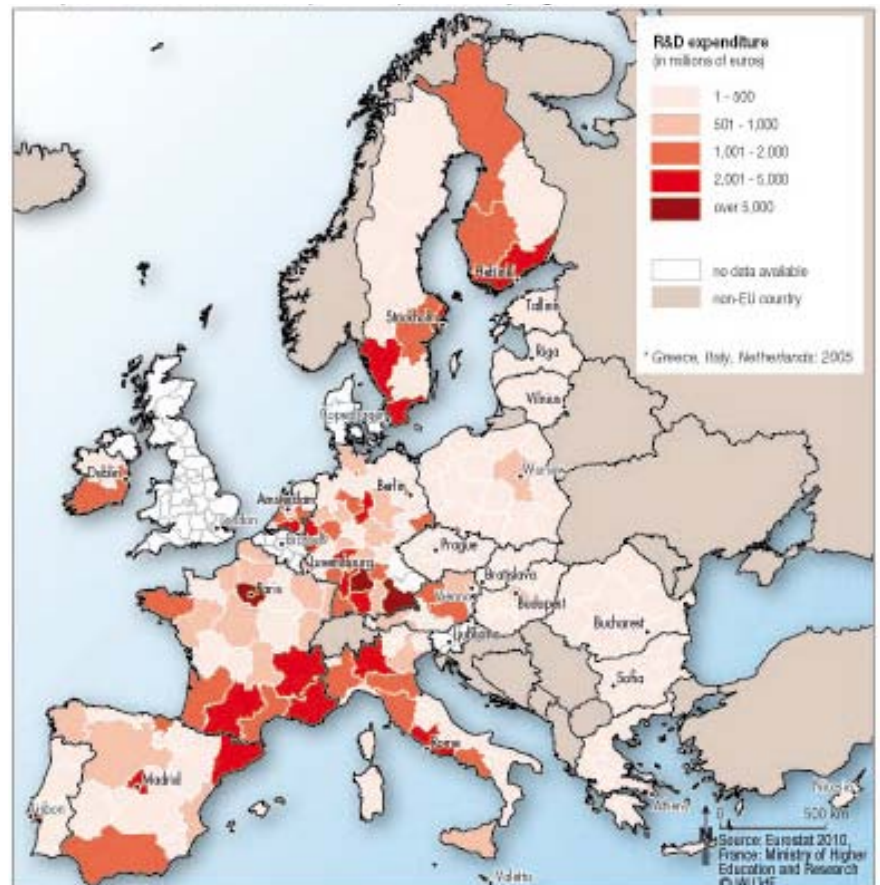 R&D expenditure
(in millions of euros)
1 - 500
501 - 1,000
1,001 - 2,000
2,001 - 5,000
over 5,000
no data available
non-EU country
* Greece, Italy, Netherlands: 2005
Helsinki
Tallinn
Stockholm
Riga
Vilnius
Copenhagen
Dublin
Warsaw
Berlin
Amsterdam
London
Prague
Luxembourg
Paris
Bratislava
Vienna
Budapest
Ljubljana
Bucharest
Sofia
Rome
Madrid
Lisbon
Athens
Nicosia
Valetta
0 500 km
N
Source: Eurostat 2010,
France: Ministry of Higher
Education and Research